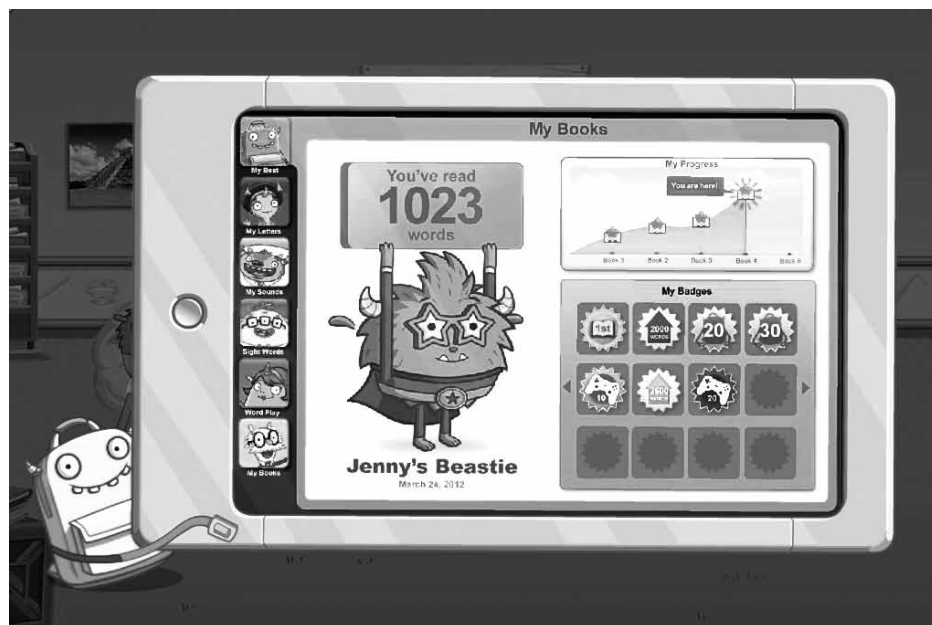 My Books
My Best
My Letters
My Sounds
Sight Words
Word Play
My Books
You've read
1023
words
Jenny's Beastie
March 24, 2012
My Progress
You are here!
Book 1 Book 2 Book 3 Book 4 Book 5
My Badges
1st 2000 20 30
WORDS
10 2500 20